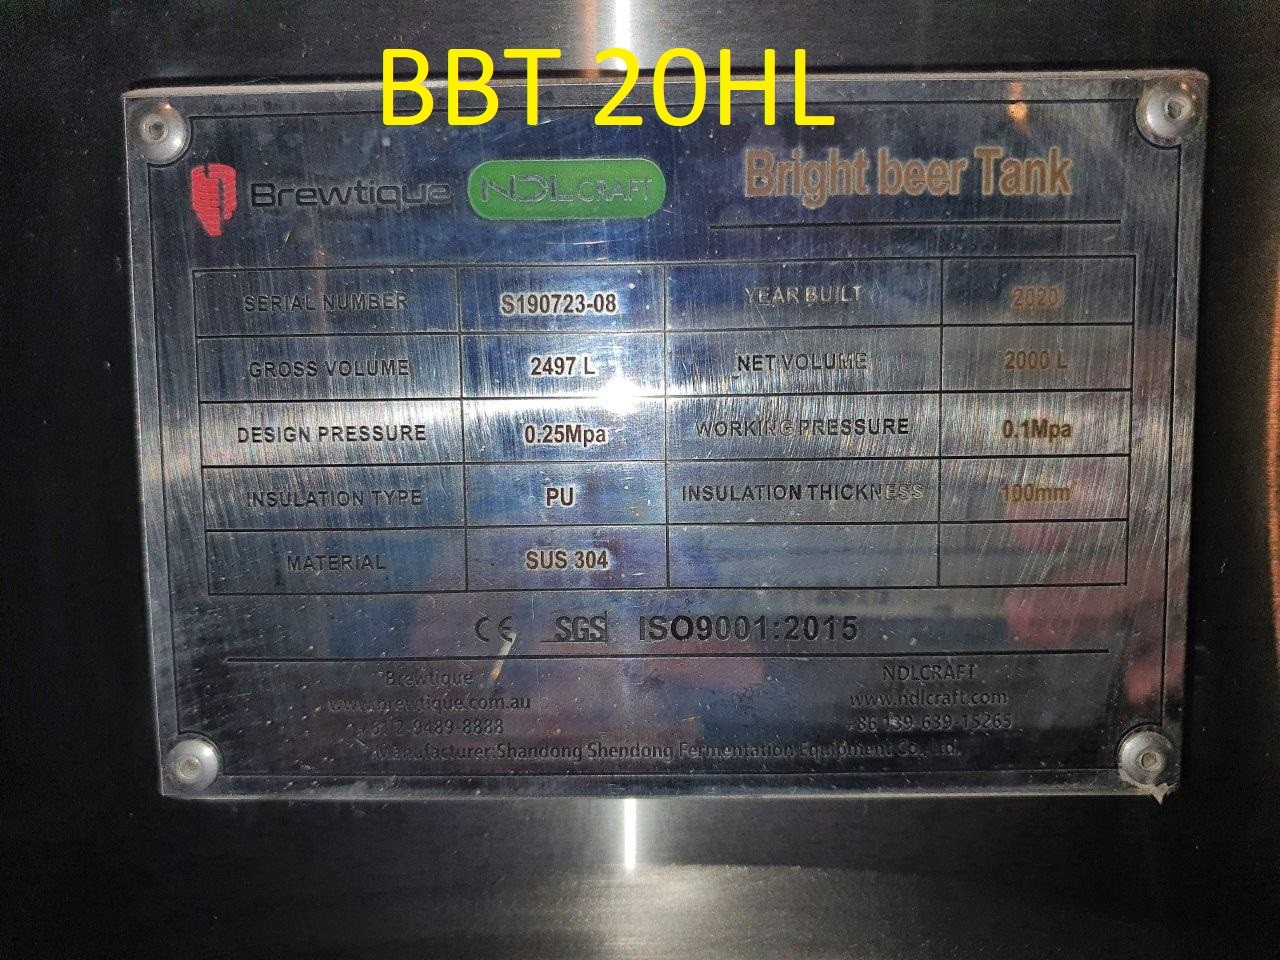 BBT 20HL
Brewtique NDLCRAFT Bright beer Tank
SERIAL NUMBER S190723-08 YEAR BUILT 2020
GROSS VOLUME 2497 L NET VOLUME 2000 L
DESIGN PRESSURE 0.25Mpa WORKING PRESSURE 0.1Mpa
INSULATION TYPE PU INSULATION THICKNESS 100mm
MATERIAL SUS 304
CE SGS ISO9001:2015
Brewtique NDLCRAFT
www.brewtique.com.au www.ndlcraft.com
+61 2-9489-8888 +86 139-639-15265
Manufacturer:Shandong Shendong Fermentation Equipment Co., Ltd.